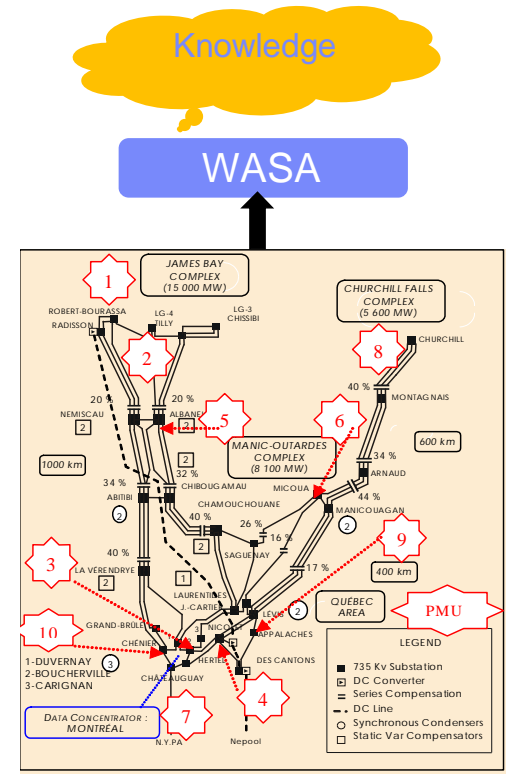 Knowledge
WASA
JAMES BAY
COMPLEX
(15 000 MW)
1
ROBERT-BOURASSA
RADISSON
LG-4
TILLY
LG-3
CHISSIBI
CHURCHILL FALLS
COMPLEX
(5 600 MW)
CHURCHILL
2
8
40 %
MONTAGNAIS
20 %
20 %
NEMISCAU
ALBANEL
2
2
5
6
MANIC-OUTARDES
COMPLEX
(8 100 MW)
600 km
1000 km
2
32 %
34 %
ARNAUD
34 %
CHIBOUGAMAU
MICOUA
44 %
ABITIBI
CHAMOUCHOUANE
MANICOUAGAN
2
40 %
26 %
2
9
16 %
2
SAGUENAY
3
40 %
LA VÉRENDRYE
2
1
17 %
400 km
LAURENTIDES
J.-CARTIER
LÉVIS
2
QUÉBEC
AREA
PMU
10
GRAND-BRULÉ
3
NICOLET
APPALACHES
CHÉNIER
1-DUVERNAY
2-BOUCHERVILLE
3-CARIGNAN
3
2
HERTEL
DES CANTONS
CHÂTEAUGUAY
4
7
DATA CONCENTRATOR :
MONTRÉAL
N.Y.PA
Nepool
LEGEND
735 Kv Substation
DC Converter
Series Compensation
DC Line
Synchronous Condensers
Static Var Compensators